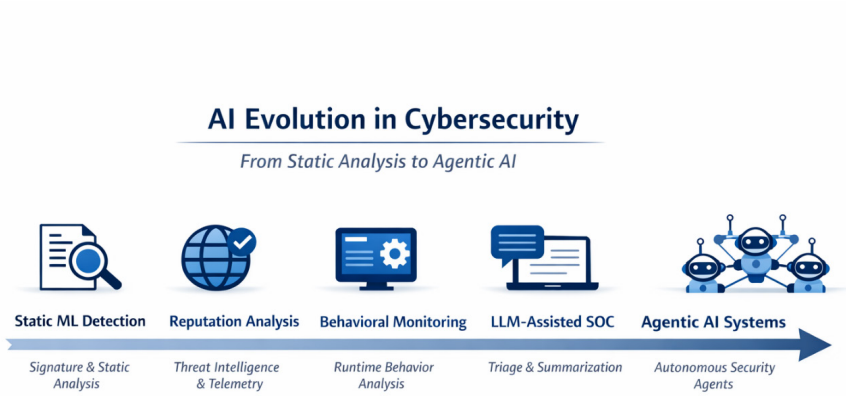 AI Evolution in Cybersecurity
From Static Analysis to Agentic AI
Static ML Detection
Reputation Analysis
Behavioral Monitoring
LLM-Assisted SOC
Agentic AI Systems
Signature & Static
Analysis
Threat Intelligence
& Telemetry
Runtime Behavior
Analysis
Triage & Summarization
Autonomous Security
Agents